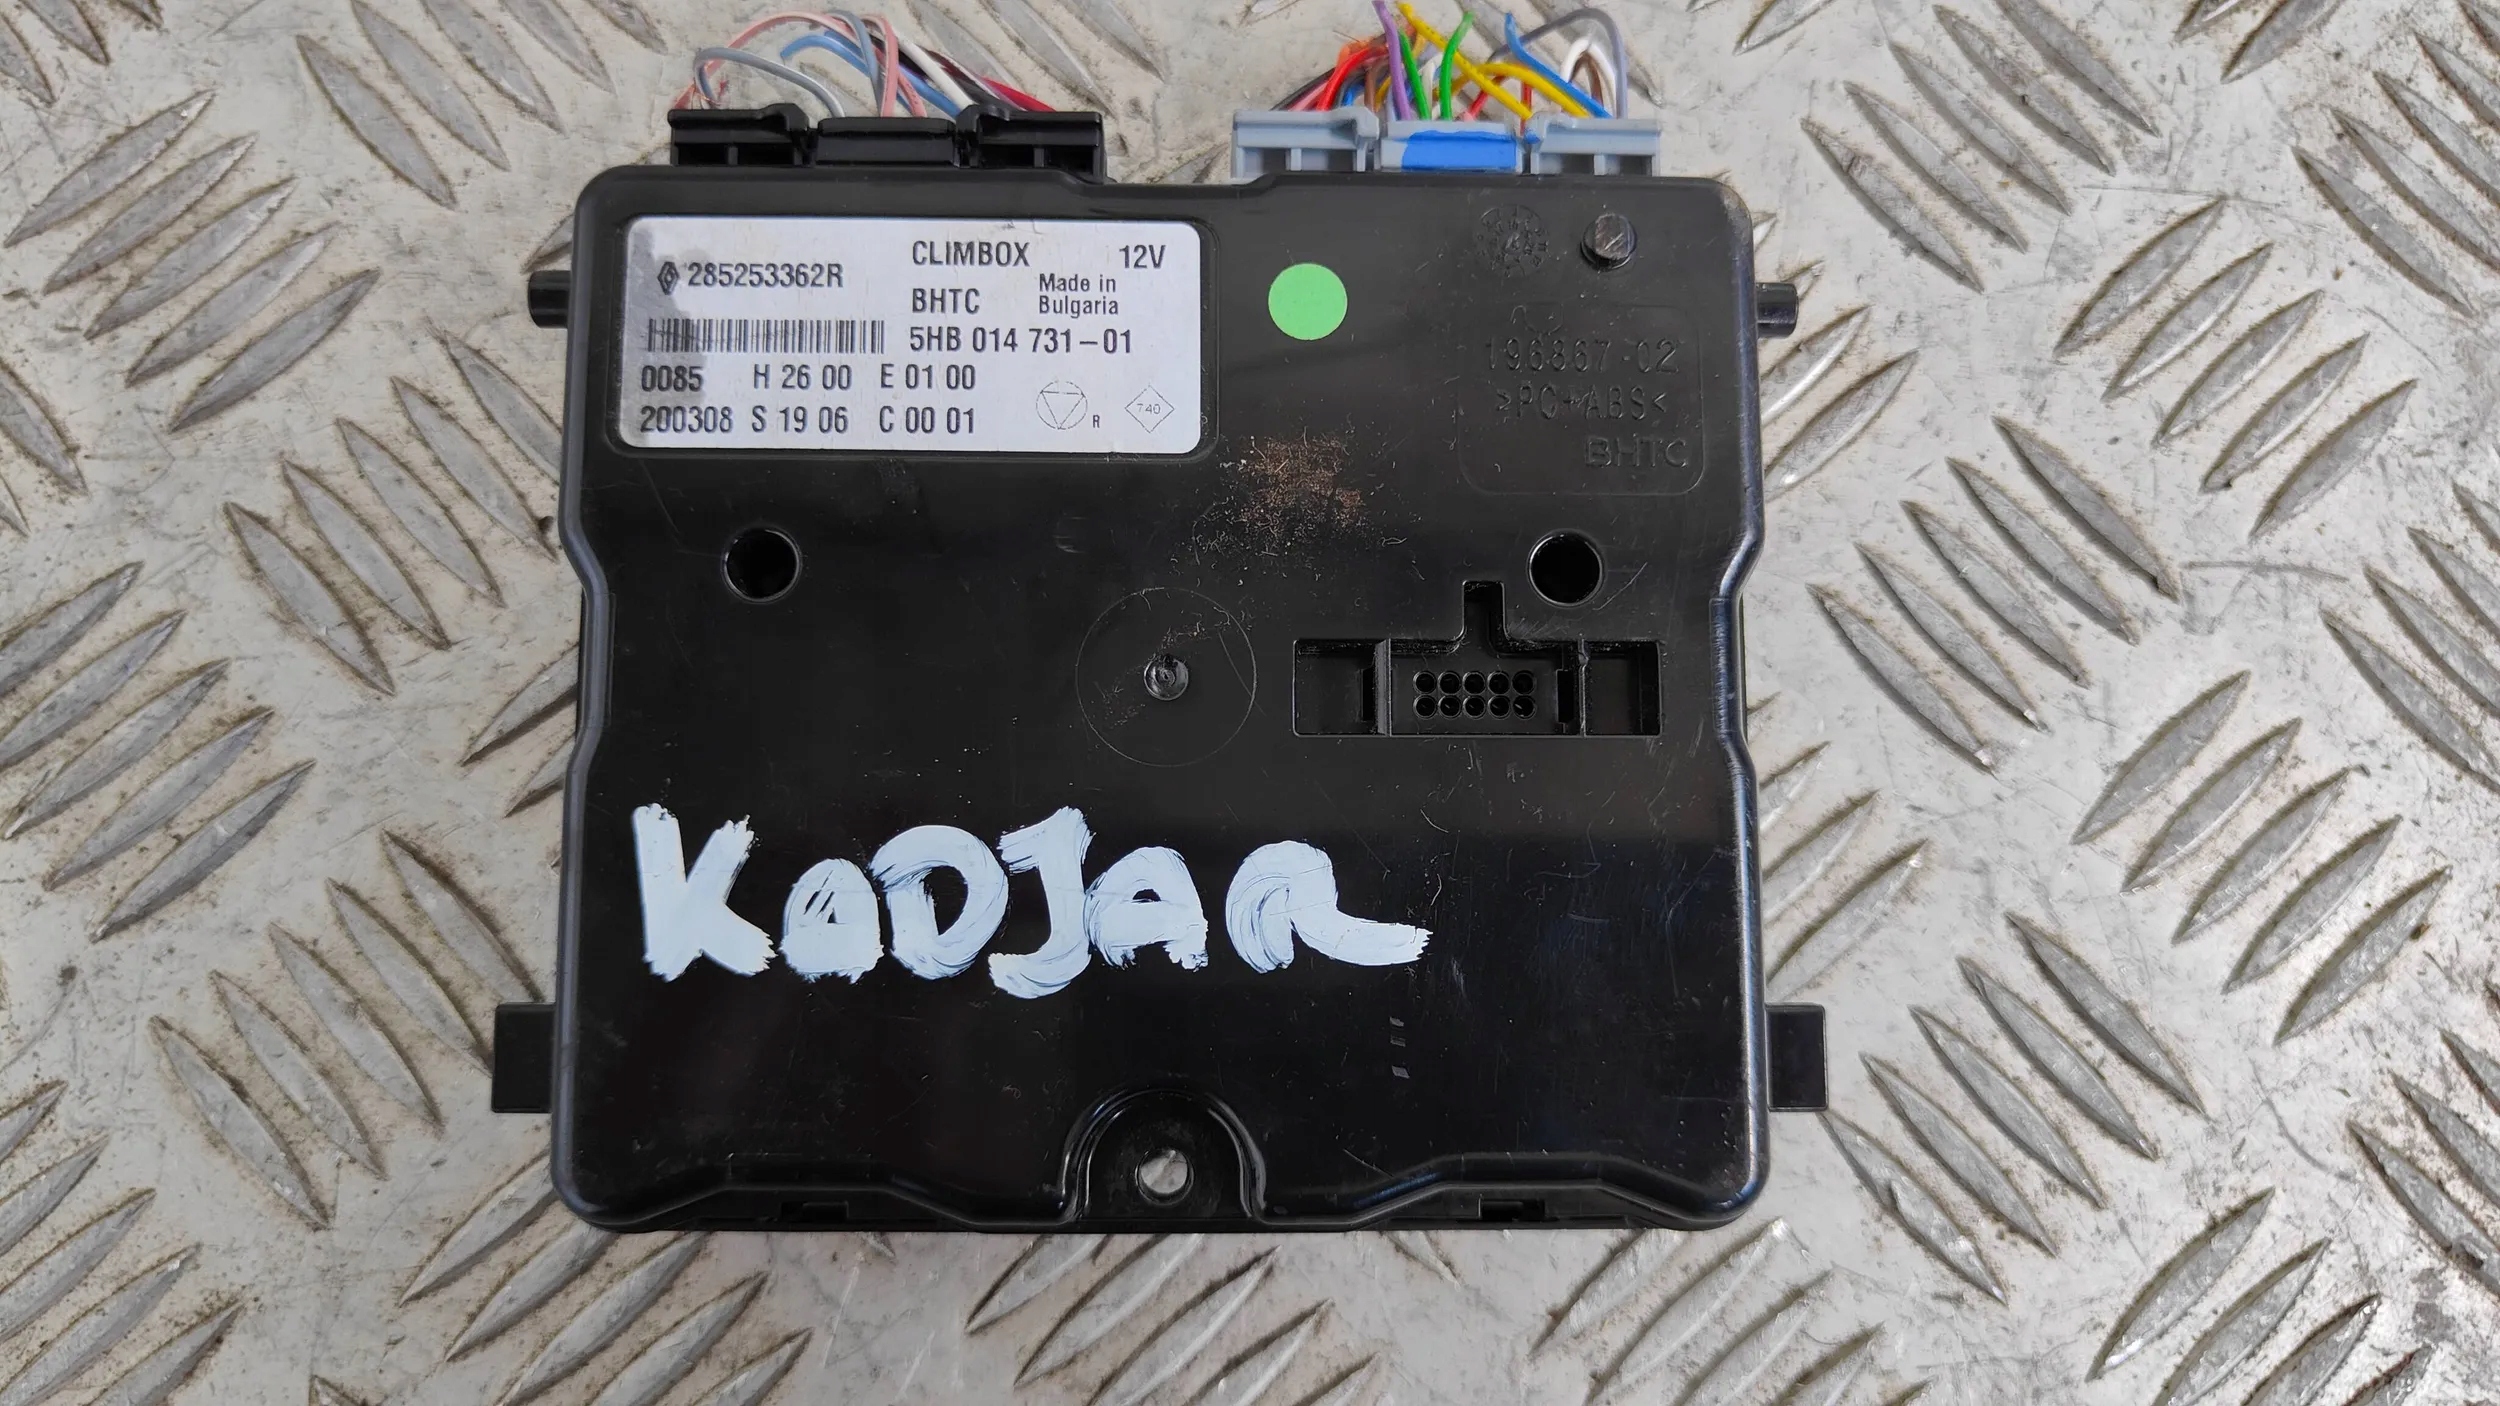 285253362R
CLIMBOX 12V
BHTC Made in Bulgaria
5HB 014 731-01
0085 H 26 00 E 01 00
200308 S 19 06 C 00 01
R
740
196867-02
>PC+ABS<
BHTC
KADJAR